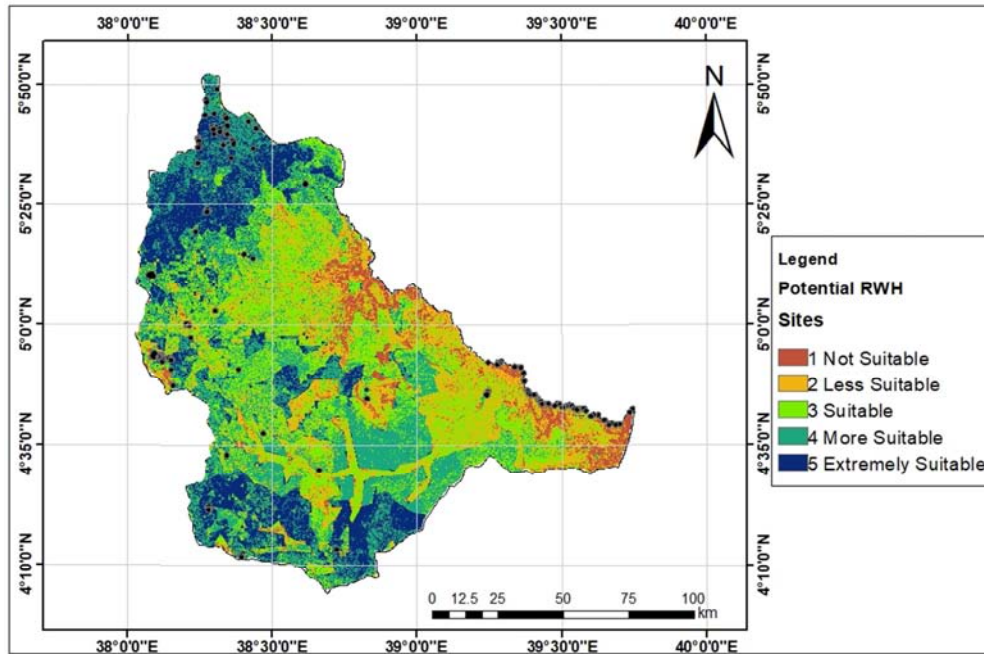 38°0'0"E 38°30'0"E 39°0'0"E 39°30'0"E 40°0'0"E
5°50'0"N 5°50'0"N
N
5°25'0"N 5°25'0"N
Legend
Potential RWH
5°0'0"N 5°0'0"N
Sites
1 Not Suitable
2 Less Suitable
3 Suitable
4°35'0"N 4°35'0"N
4 More Suitable
5 Extremely Suitable
4°10'0"N 4°10'0"N
0 12.5 25 50 75 100
km
38°0'0"E 38°30'0"E 39°0'0"E 39°30'0"E 40°0'0"E